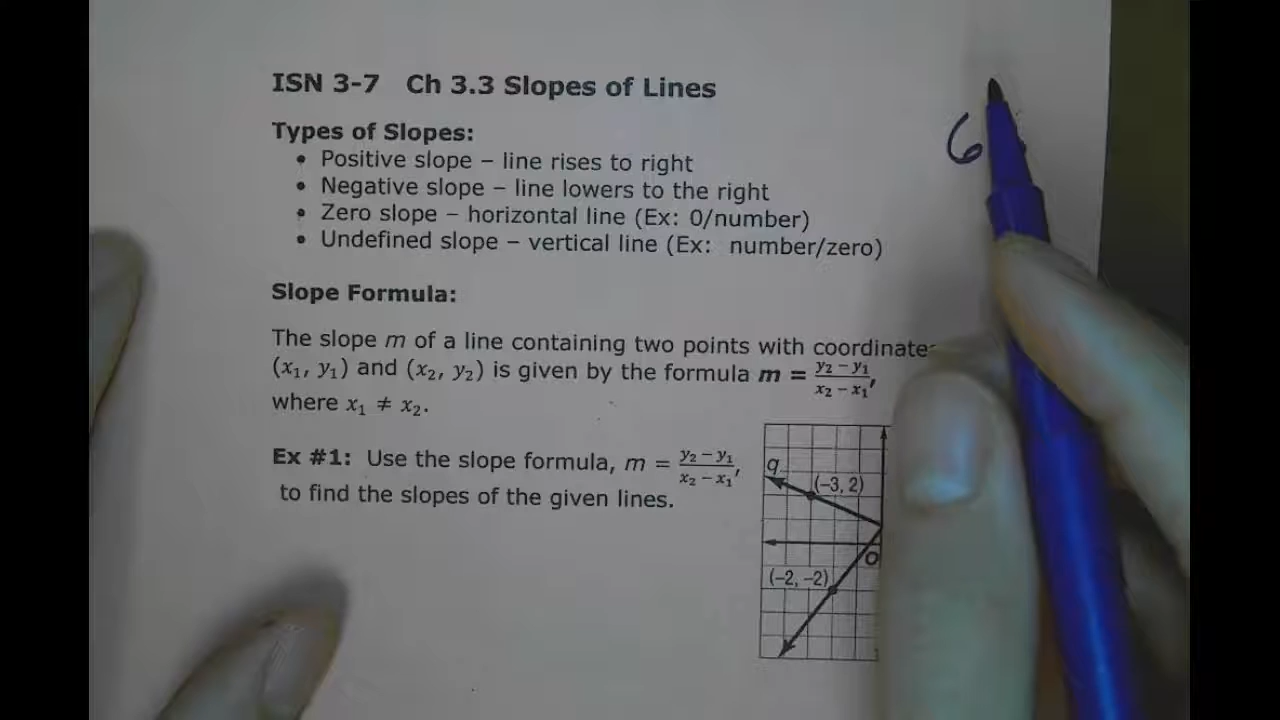 ISN 3-7 Ch 3.3 Slopes of Lines
Types of Slopes:
• Positive slope – line rises to right
• Negative slope – line lowers to the right
• Zero slope – horizontal line (Ex: 0/number)
• Undefined slope – vertical line (Ex: number/zero)
6
Slope Formula:
The slope m of a line containing two points with coordinate
(x₁, y₁) and (x₂, y₂) is given by the formula m = (y₂ – y₁)/(x₂ – x₁),
where x₁ ≠ x₂.
Ex #1: Use the slope formula, m = (y₂ – y₁)/(x₂ – x₁),
to find the slopes of the given lines.
q
(–3, 2)
O
(–2, –2)